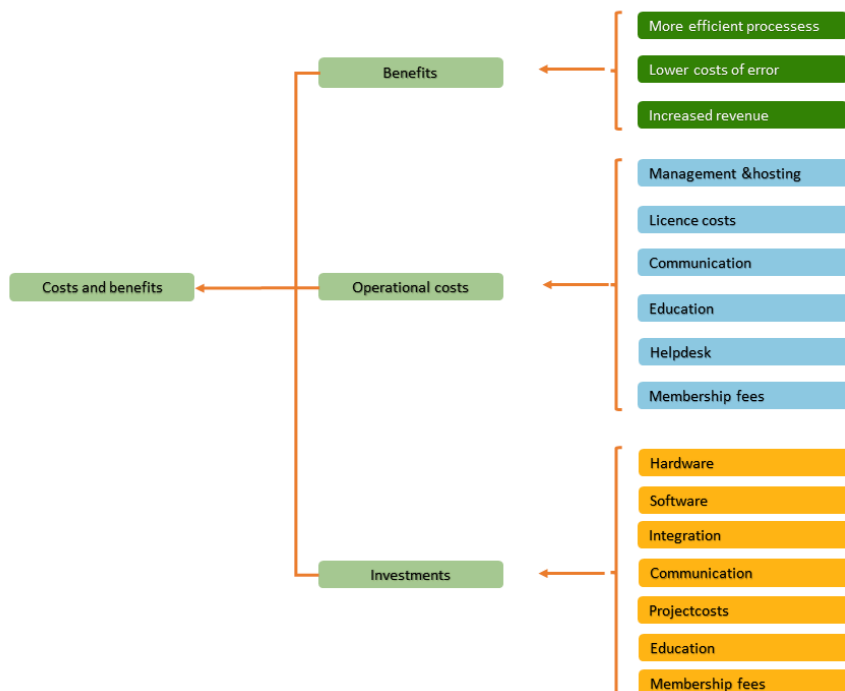 More efficient processess
Benefits
Lower costs of error
Increased revenue
Management &hosting
Licence costs
Communication
Costs and benefits
Operational costs
Education
Helpdesk
Membership fees
Hardware
Software
Integration
Investments
Communication
Projectcosts
Education
Membership fees